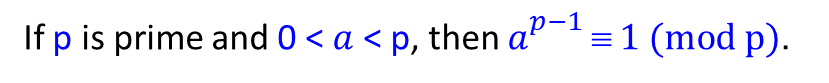 If p is prime and 0 < a < p, then a^{p−1} ≡ 1 (mod p).